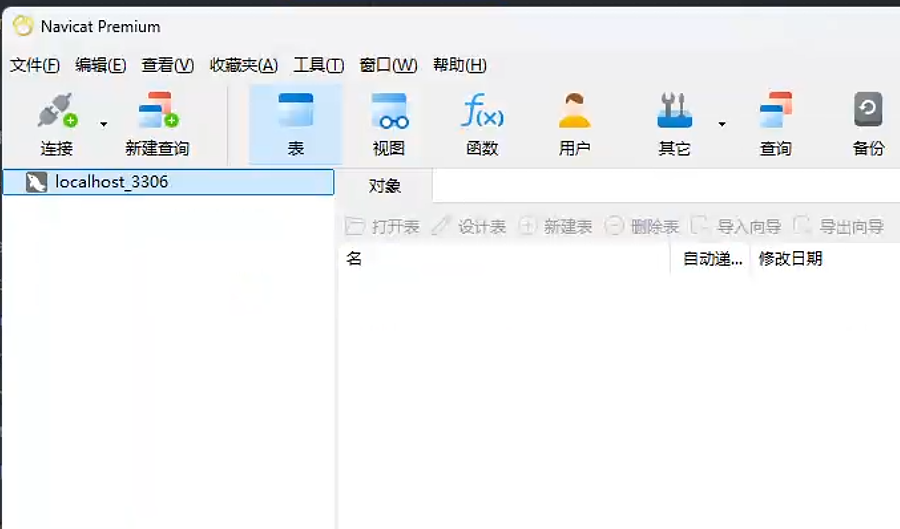 Navicat Premium
文件(F) 编辑(E) 查看(V) 收藏夹(A) 工具(T) 窗口(W) 帮助(H)
f(x)
连接 新建查询 表 视图 函数 用户 其它 查询 备份
localhost_3306 对象
打开表 设计表 新建表 删除表 导入向导 导出向导
名 自动递... 修改日期